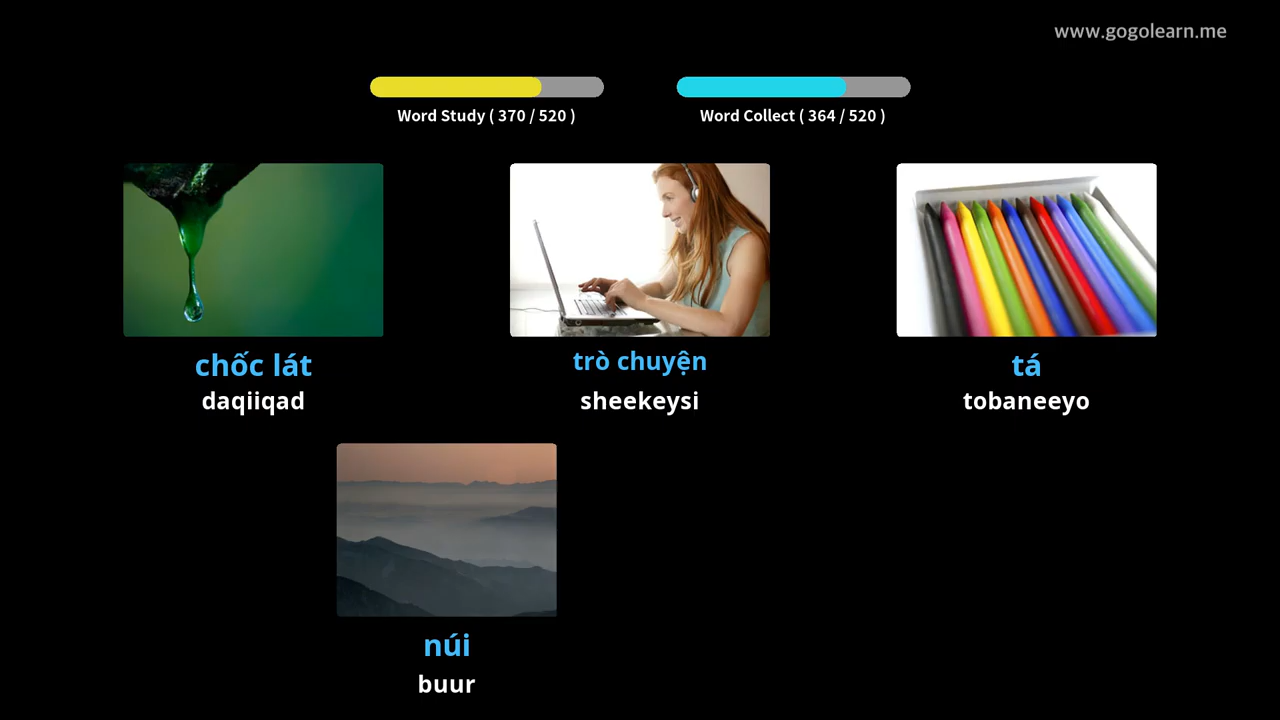 www.gogolearn.me
Word Study ( 370 / 520 )
Word Collect ( 364 / 520 )
chốc lát
daqiiqad
trò chuyện
sheekeysi
tá
tobaneeyo
núi
buur